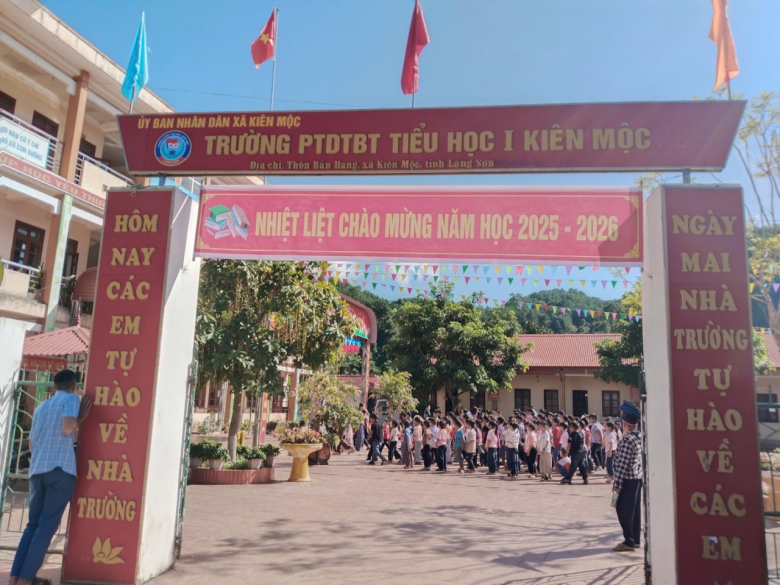 ỦY BAN NHÂN DÂN XÃ KIÊN MỘC
TRƯỜNG PTDTBT TIỂU HỌC I KIÊN MỘC
Địa chỉ: Thôn Bản Hang, xã Kiên Mộc, tỉnh Lạng Sơn
NHIỆT LIỆT CHÀO MỪNG NĂM HỌC 2025 - 2026
HÔM
NAY CÁC
EM
TỰ
HÀO
VỀ
NHÀ
TRƯỜNG
NGÀY
MAI
NHÀ
TRƯỜNG
TỰ
HÀO
VỀ
CÁC
EM